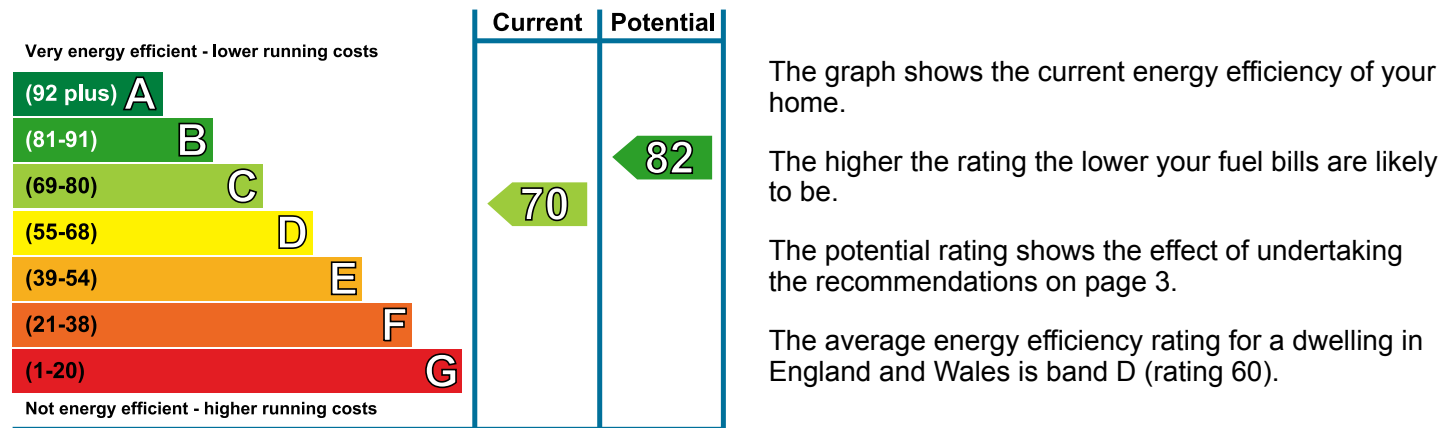 Current Potential
Very energy efficient - lower running costs
(92 plus) A
(81-91) B
(69-80) C
(55-68) D
(39-54) E
(21-38) F
(1-20) G
Not energy efficient - higher running costs
70
82
The graph shows the current energy efficiency of your
home.
The higher the rating the lower your fuel bills are likely
to be.
The potential rating shows the effect of undertaking
the recommendations on page 3.
The average energy efficiency rating for a dwelling in
England and Wales is band D (rating 60).